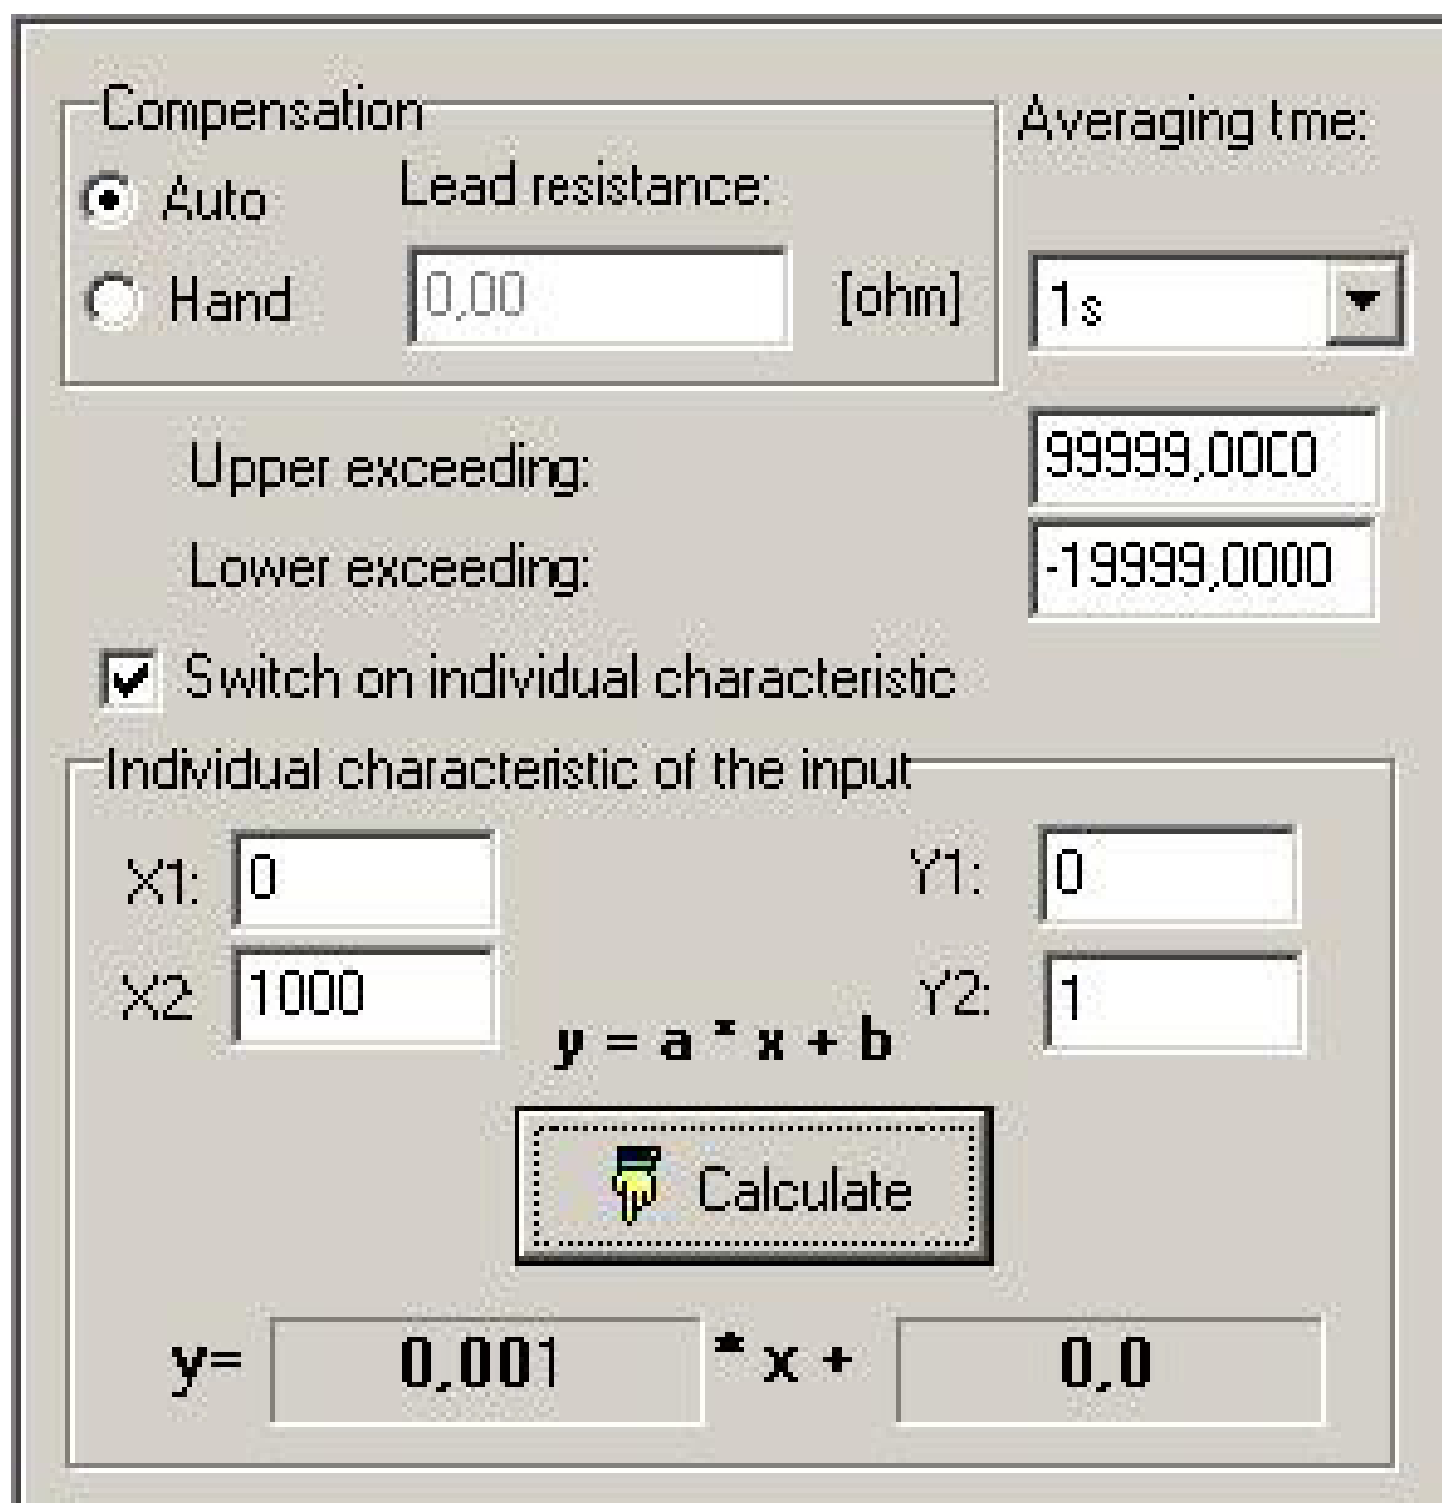 Compensation
Averaging tme:
Auto
Lead resistance:
Hand
0,00
[ohm]
1s
Upper exceeding:
99999,0000
Lower exceeding:
-19999,0000
Switch on individual characteristic
Individual characteristic of the input
X1: 0
Y1: 0
X2: 1000
Y2: 1
y = a * x + b
Calculate
y= 0,001 * x + 0,0